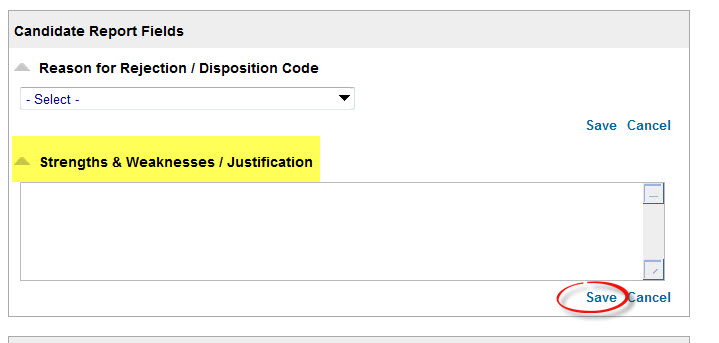 Candidate Report Fields
Reason for Rejection / Disposition Code
- Select -
Save Cancel
Strengths & Weaknesses / Justification
Save Cancel